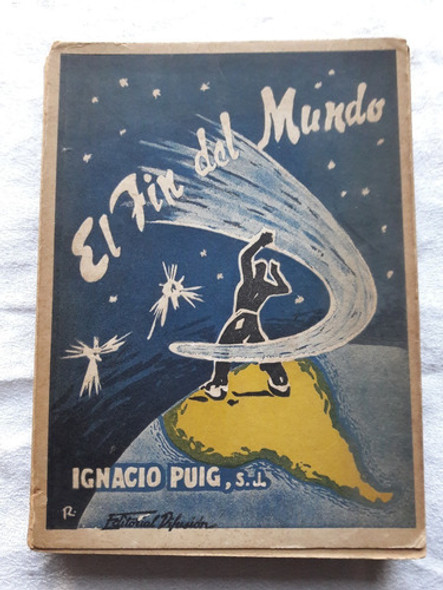 El Fin del Mundo
IGNACIO PUIG, S.J.
R.
Editorial Difusión